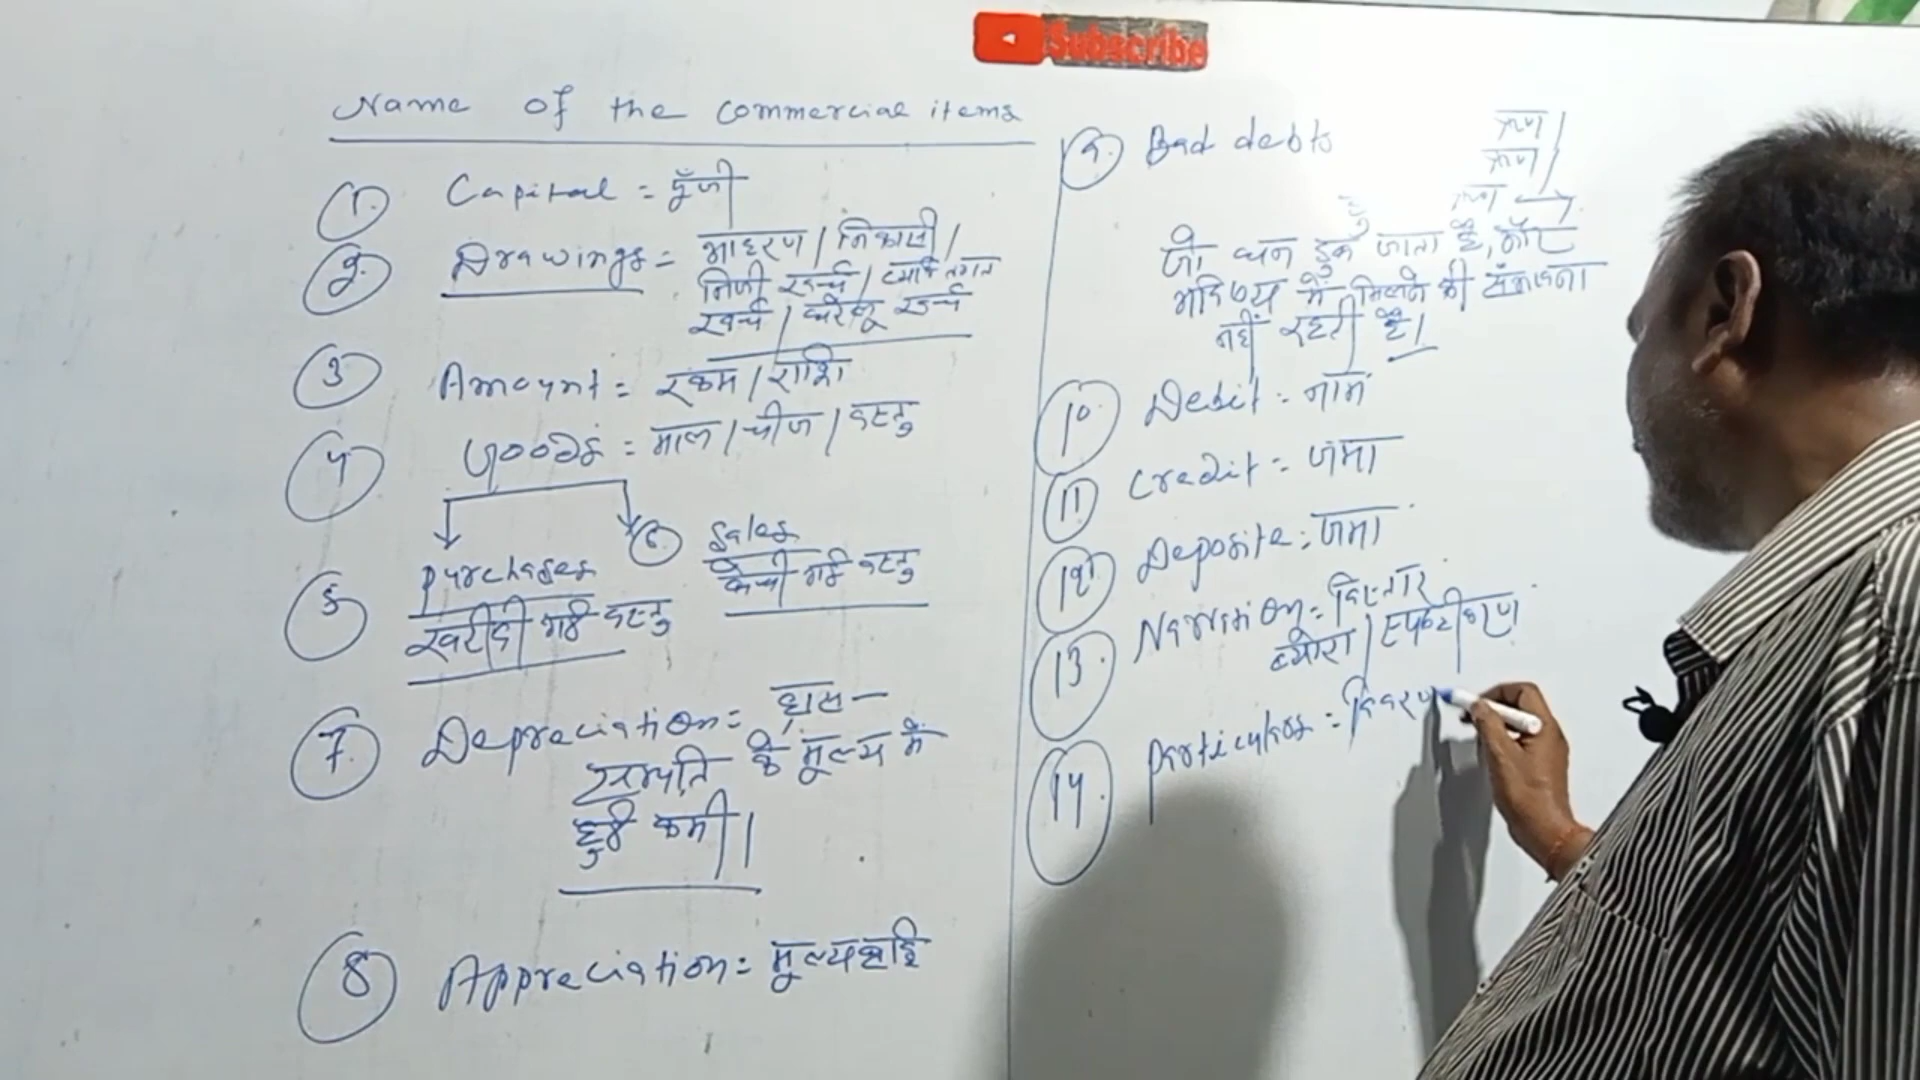 Subscribe
Name of the commercial items
1. Capital = पूँजी
2. Drawings = आहरण / निकासी /
निजी खर्च / व्यक्तिगत
खर्च / घरेलू खर्च
3 Amount = रकम / राशि
4 Goods = माल / चीज / वस्तु
5 Purchases
खरीदी गई वस्तु
6. Sales
बेची गई वस्तु
7. Depreciation = ह्रास —
सम्पति के मूल्य में
हुई कमी।
8 Appreciation = मूल्यवृद्धि
9. Bad debts
ऋण
ऋण
ऋण
जो धन डुब जाता है, और
भविष्य में मिलने की संभावना
नहीं रहती है।
10. Debit = नाम
11 Credit = जमा
12 Deposite = जमा
13. Narration = विस्तार
ब्योरा / स्पष्टीकरण
14. Particulars = विवरण